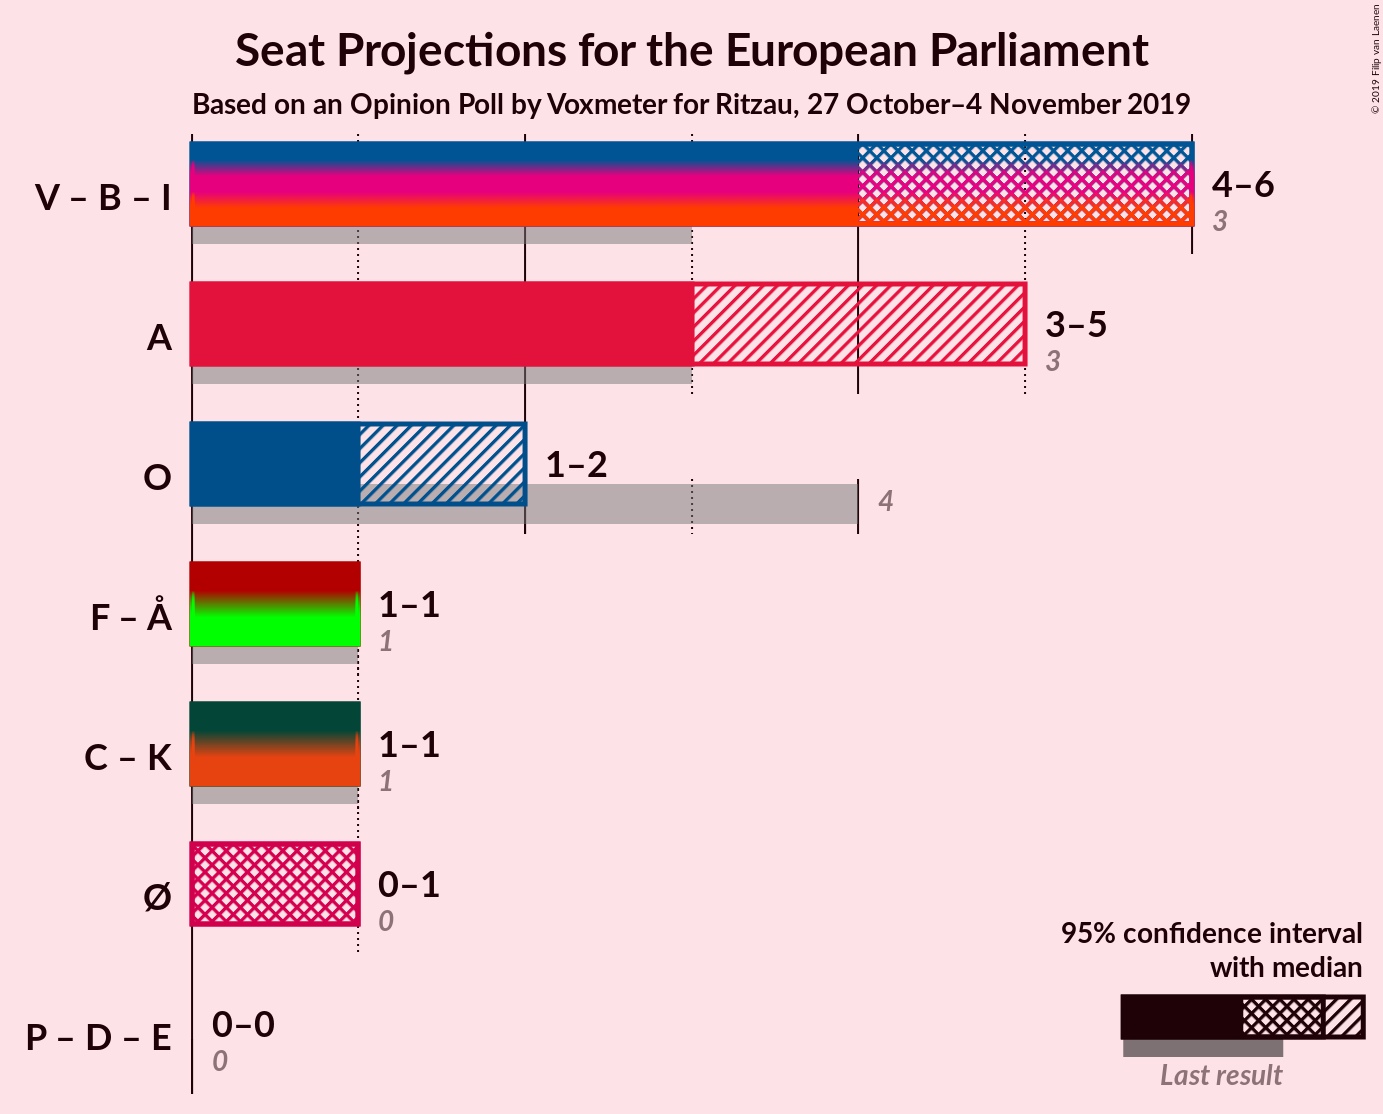 Seat Projections for the European Parliament
Based on an Opinion Poll by Voxmeter for Ritzau, 27 October–4 November 2019
© 2019 Filip van Laenen
V – B – I
4–6
3
A
3–5
3
O
1–2
4
F – Å
1–1
1
C – K
1–1
1
Ø
0–1
0
P – D – E
0–0
0
95% confidence interval
with median
Last result